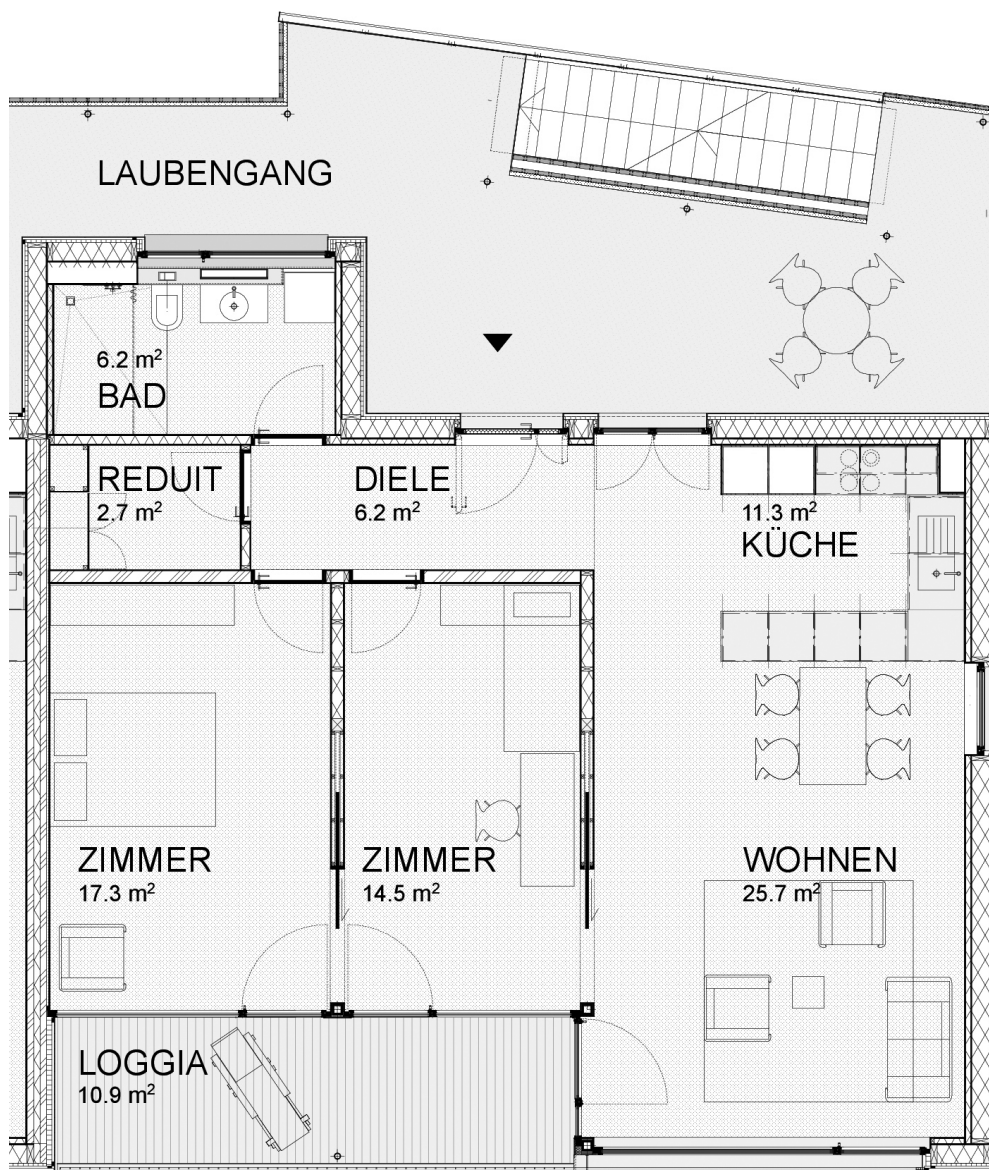 LAUBENGANG
6.2 m²
BAD
REDUIT
2.7 m²
DIELE
6.2 m²
11.3 m²
KÜCHE
ZIMMER
17.3 m²
ZIMMER
14.5 m²
WOHNEN
25.7 m²
LOGGIA
10.9 m²